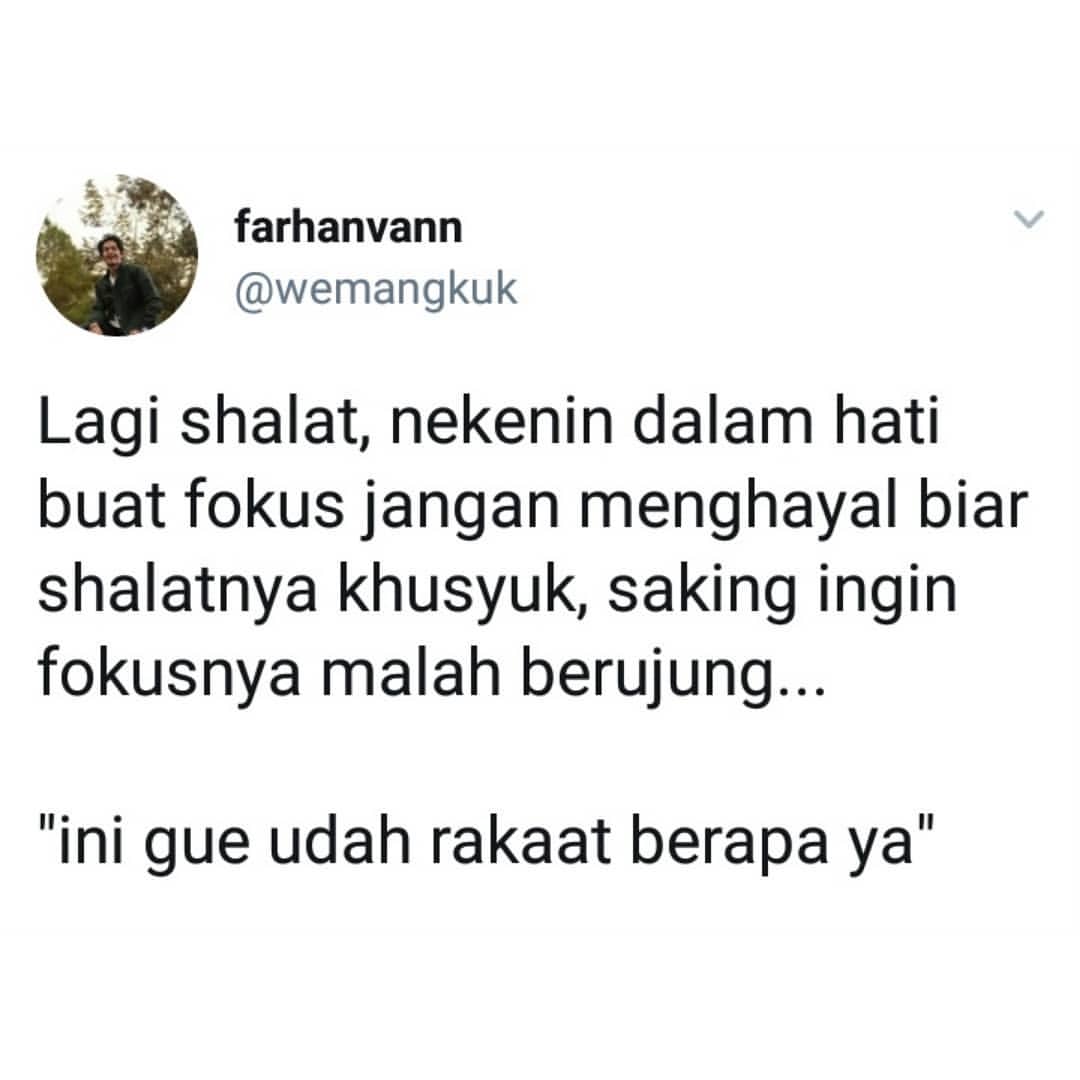 farhanvann
@wemangkuk
Lagi shalat, nekenin dalam hati
buat fokus jangan menghayal biar
shalatnya khusyuk, saking ingin
fokusnya malah berujung...
"ini gue udah rakaat berapa ya"